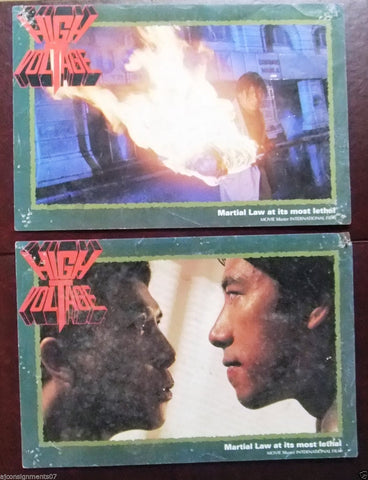 HIGH
VOLTAGE
Martial Law at its most lethal
MOVIE Master INTERNATIONAL FILM
HIGH
VOLTAGE
Martial Law at its most lethal
MOVIE Master INTERNATIONAL FILM
ajconsignments07